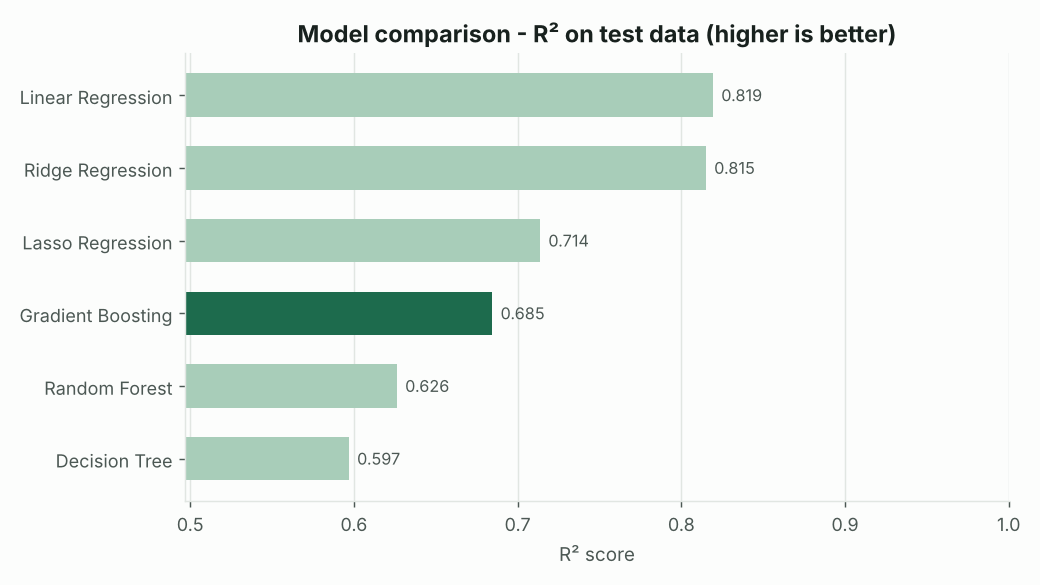 Model comparison - R² on test data (higher is better)
Linear Regression 0.819
Ridge Regression 0.815
Lasso Regression 0.714
Gradient Boosting 0.685
Random Forest 0.626
Decision Tree 0.597
0.5 0.6 0.7 0.8 0.9 1.0
R² score